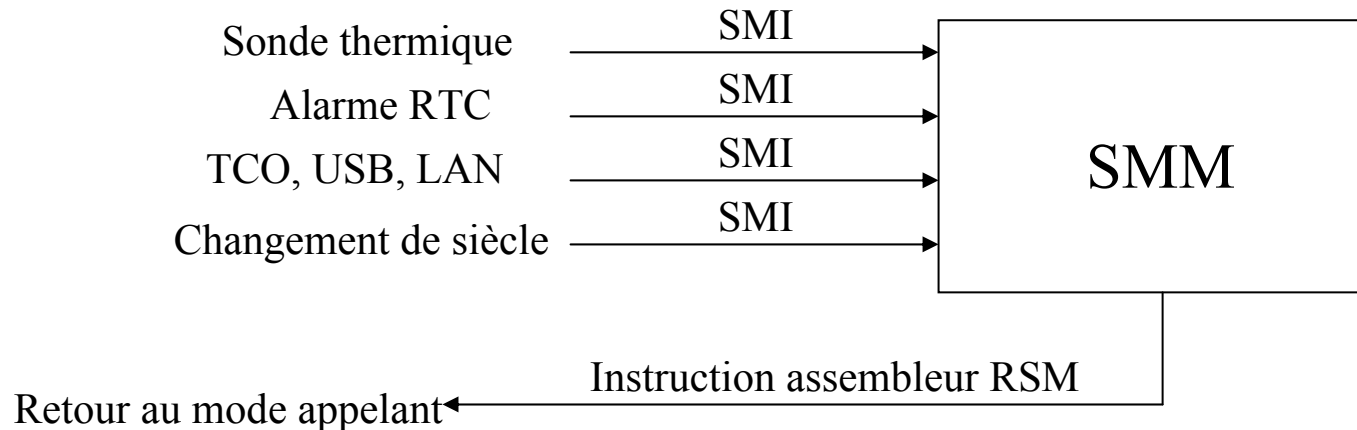 Sonde thermique SMI
Alarme RTC SMI
TCO, USB, LAN SMI
Changement de siècle SMI
SMM
Instruction assembleur RSM
Retour au mode appelant